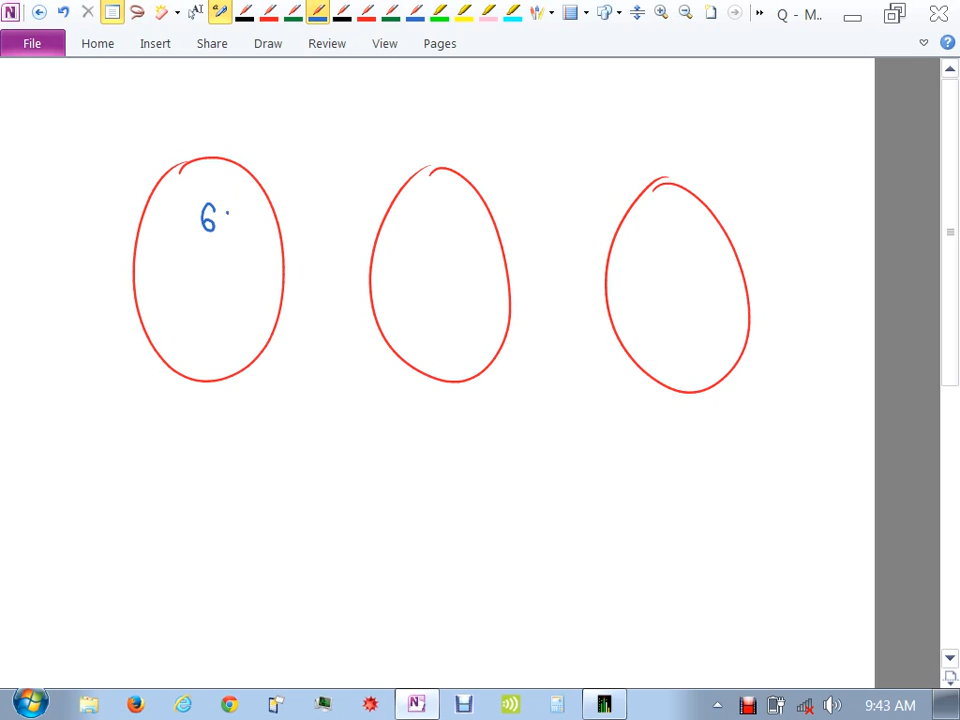 Q - M..
File
Home
Insert
Share
Draw
Review
View
Pages
6.
9:43 AM